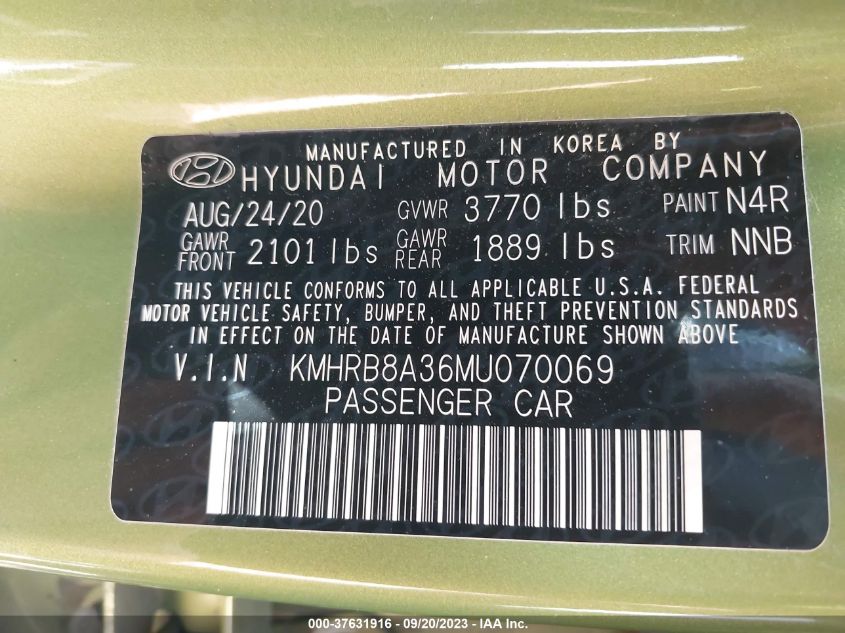 MANUFACTURED IN KOREA BY
HYUNDAI MOTOR COMPANY
AUG/24/20 GVWR 3770 lbs PAINT N4R
GAWR FRONT 2101 lbs GAWR REAR 1889 lbs TRIM NNB
THIS VEHICLE CONFORMS TO ALL APPLICABLE U.S.A. FEDERAL
MOTOR VEHICLE SAFETY, BUMPER, AND THEFT PREVENTION STANDARDS
IN EFFECT ON THE DATE OF MANUFACTURE SHOWN ABOVE
V.I.N KMHRB8A36MU070069
PASSENGER CAR
KMH-37631916 - 09/20/2023 - IAA Inc.